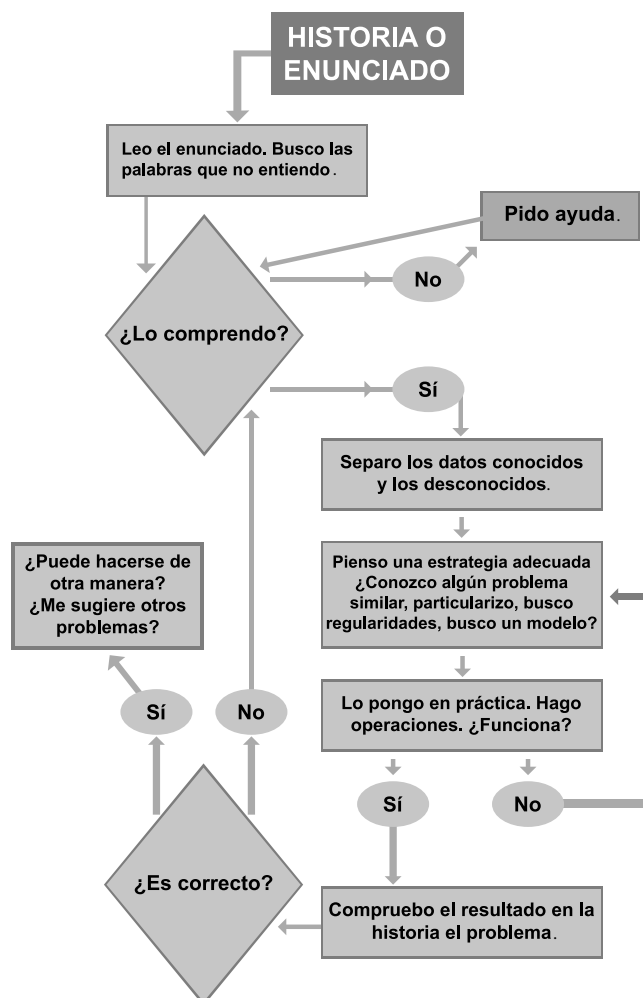 HISTORIA O
ENUNCIADO
Leo el enunciado. Busco las
palabras que no entiendo.
Pido ayuda.
No
¿Lo comprendo?
Sí
Separo los datos conocidos
y los desconocidos.
¿Puede hacerse de
otra manera?
¿Me sugiere otros
problemas?
Pienso una estrategia adecuada
¿Conozco algún problema
similar, particularizo, busco
regularidades, busco un modelo?
Sí
No
Lo pongo en práctica. Hago
operaciones. ¿Funciona?
Sí
No
¿Es correcto?
Compruebo el resultado en la
historia el problema.